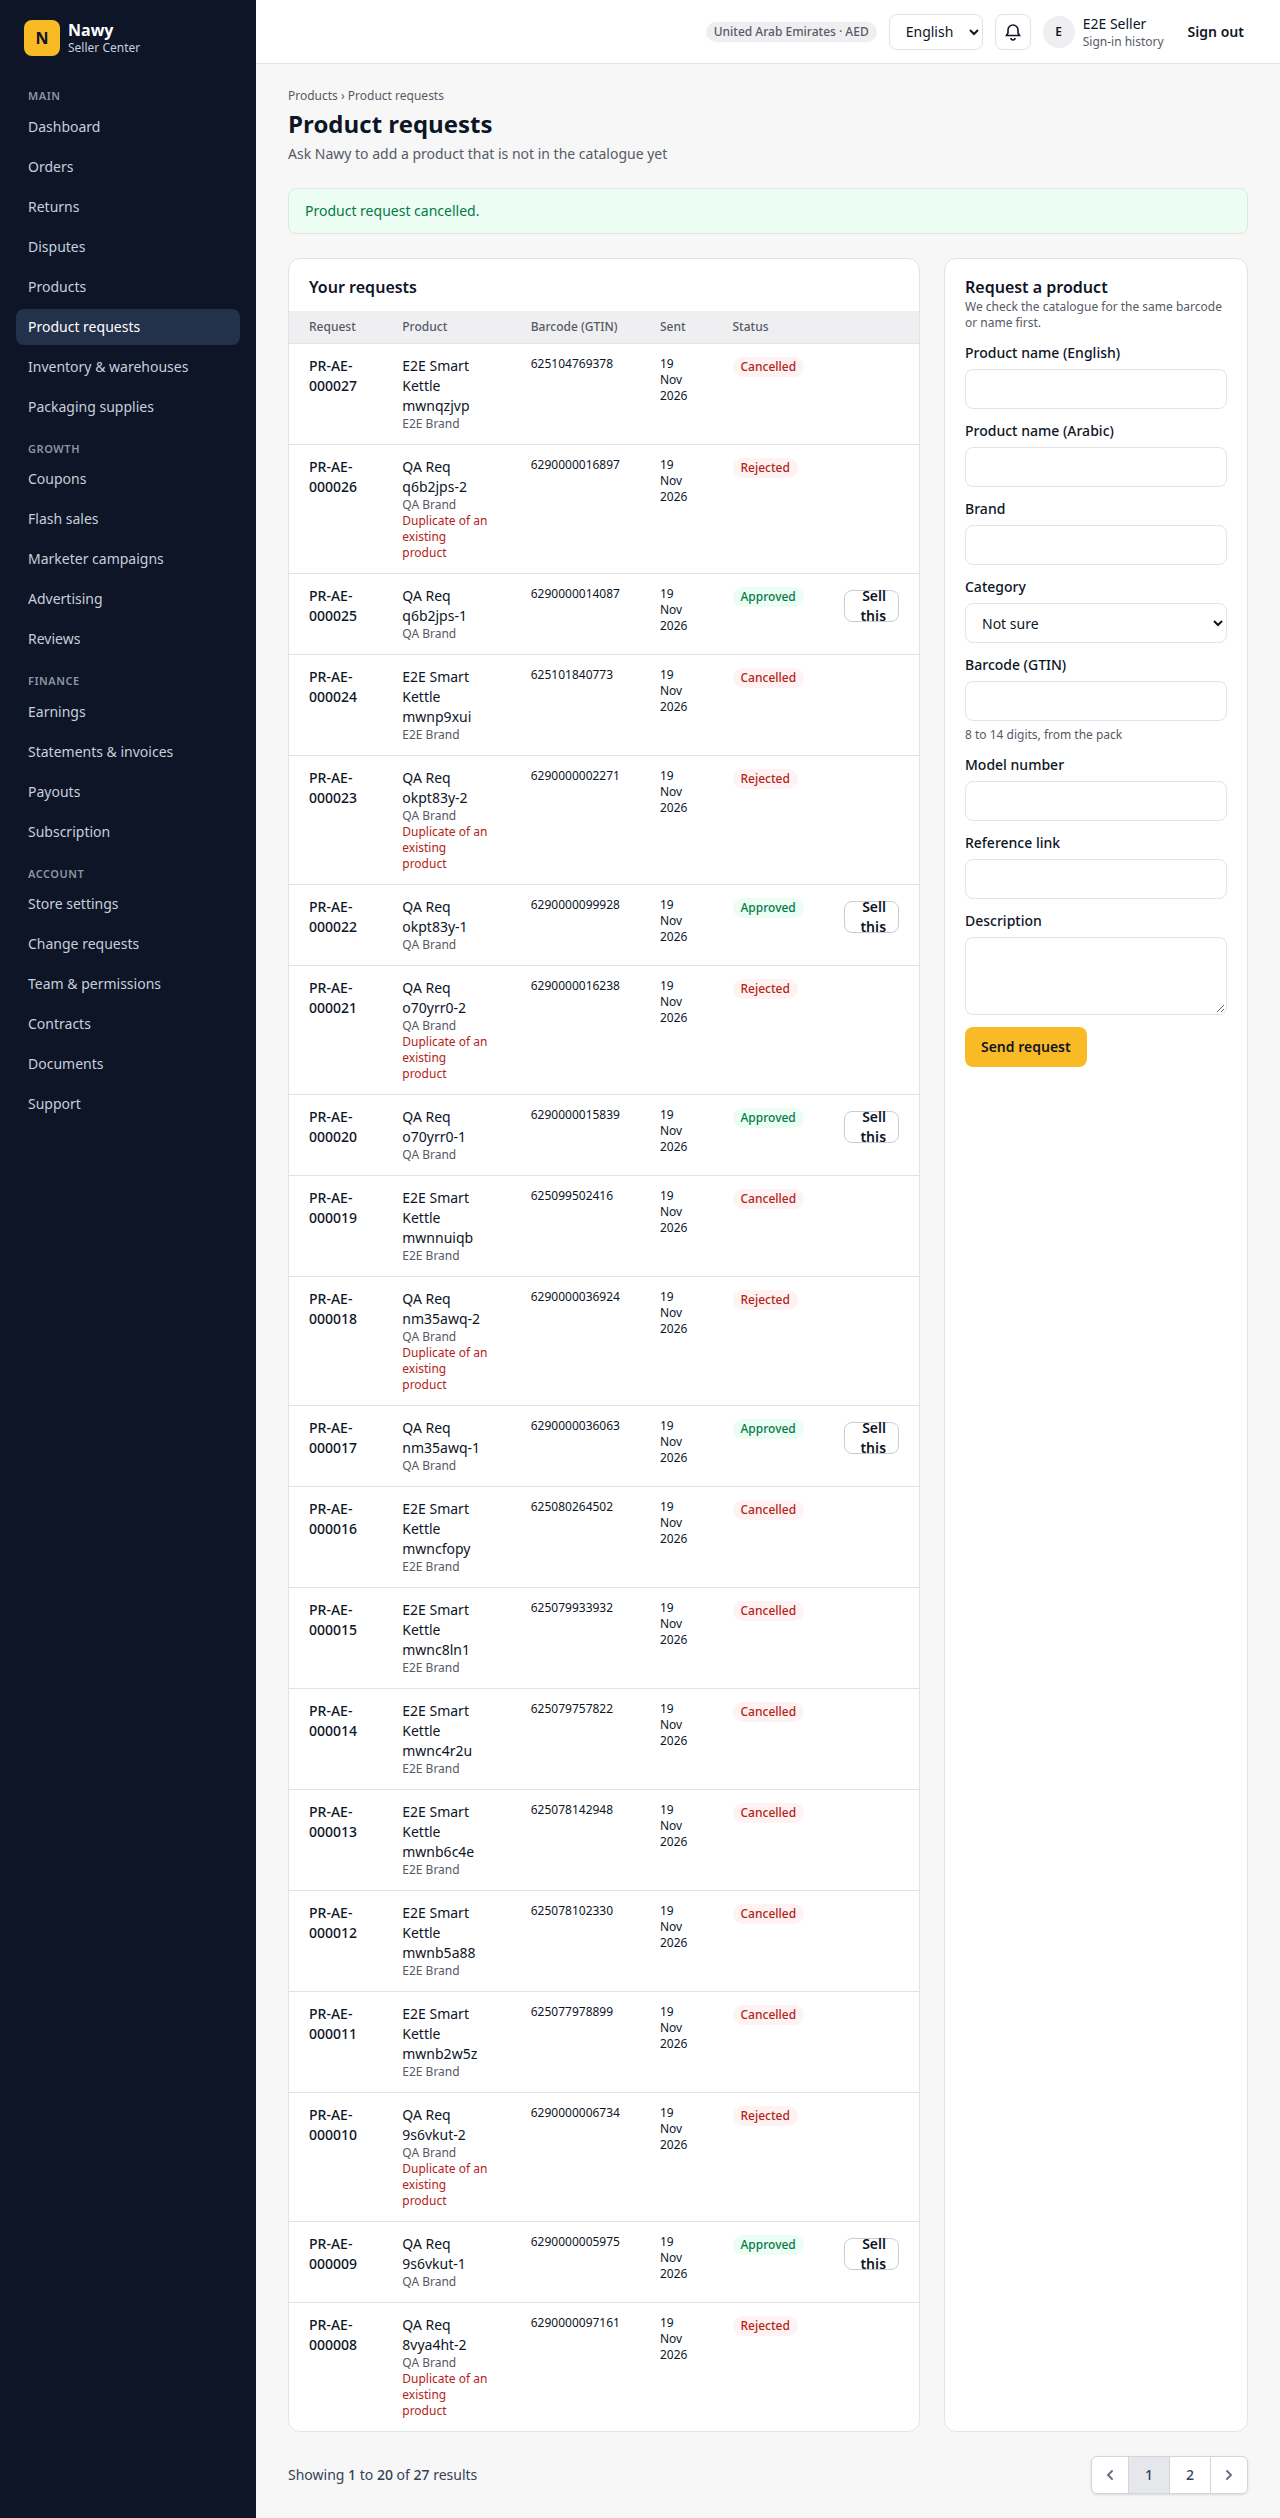 N
Nawy
Seller Center
MAIN
Dashboard
Orders
Returns
Disputes
Products
Product requests
Inventory & warehouses
Packaging supplies
GROWTH
Coupons
Flash sales
Marketer campaigns
Advertising
Reviews
FINANCE
Earnings
Statements & invoices
Payouts
Subscription
ACCOUNT
Store settings
Change requests
Team & permissions
Contracts
Documents
Support
United Arab Emirates · AED
English
E
E2E Seller
Sign-in history
Sign out
Products › Product requests
Product requests
Ask Nawy to add a product that is not in the catalogue yet
Product request cancelled.
Your requests
Request Product Barcode (GTIN) Sent Status
PR-AE-
000027
E2E Smart
Kettle
mwnqzjvp
E2E Brand
625104769378
19
Nov
2026
Cancelled
PR-AE-
000026
QA Req
q6b2jps-2
QA Brand
Duplicate of an
existing
product
6290000016897
19
Nov
2026
Rejected
PR-AE-
000025
QA Req
q6b2jps-1
QA Brand
6290000014087
19
Nov
2026
Approved
Sell
this
PR-AE-
000024
E2E Smart
Kettle
mwnp9xui
E2E Brand
625101840773
19
Nov
2026
Cancelled
PR-AE-
000023
QA Req
okpt83y-2
QA Brand
Duplicate of an
existing
product
6290000002271
19
Nov
2026
Rejected
PR-AE-
000022
QA Req
okpt83y-1
QA Brand
6290000099928
19
Nov
2026
Approved
Sell
this
PR-AE-
000021
QA Req
o70yrr0-2
QA Brand
Duplicate of an
existing
product
6290000016238
19
Nov
2026
Rejected
PR-AE-
000020
QA Req
o70yrr0-1
QA Brand
6290000015839
19
Nov
2026
Approved
Sell
this
PR-AE-
000019
E2E Smart
Kettle
mwnnuiqb
E2E Brand
625099502416
19
Nov
2026
Cancelled
PR-AE-
000018
QA Req
nm35awq-2
QA Brand
Duplicate of an
existing
product
6290000036924
19
Nov
2026
Rejected
PR-AE-
000017
QA Req
nm35awq-1
QA Brand
6290000036063
19
Nov
2026
Approved
Sell
this
PR-AE-
000016
E2E Smart
Kettle
mwncfopy
E2E Brand
625080264502
19
Nov
2026
Cancelled
PR-AE-
000015
E2E Smart
Kettle
mwnc8ln1
E2E Brand
625079933932
19
Nov
2026
Cancelled
PR-AE-
000014
E2E Smart
Kettle
mwnc4r2u
E2E Brand
625079757822
19
Nov
2026
Cancelled
PR-AE-
000013
E2E Smart
Kettle
mwnb6c4e
E2E Brand
625078142948
19
Nov
2026
Cancelled
PR-AE-
000012
E2E Smart
Kettle
mwnb5a88
E2E Brand
625078102330
19
Nov
2026
Cancelled
PR-AE-
000011
E2E Smart
Kettle
mwnb2w5z
E2E Brand
625077978899
19
Nov
2026
Cancelled
PR-AE-
000010
QA Req
9s6vkut-2
QA Brand
Duplicate of an
existing
product
6290000006734
19
Nov
2026
Rejected
PR-AE-
000009
QA Req
9s6vkut-1
QA Brand
6290000005975
19
Nov
2026
Approved
Sell
this
PR-AE-
000008
QA Req
8vya4ht-2
QA Brand
Duplicate of an
existing
product
6290000097161
19
Nov
2026
Rejected
Request a product
We check the catalogue for the same barcode
or name first.
Product name (English)
Product name (Arabic)
Brand
Category
Not sure
Barcode (GTIN)
8 to 14 digits, from the pack
Model number
Reference link
Description
Send request
Showing 1 to 20 of 27 results
1 2